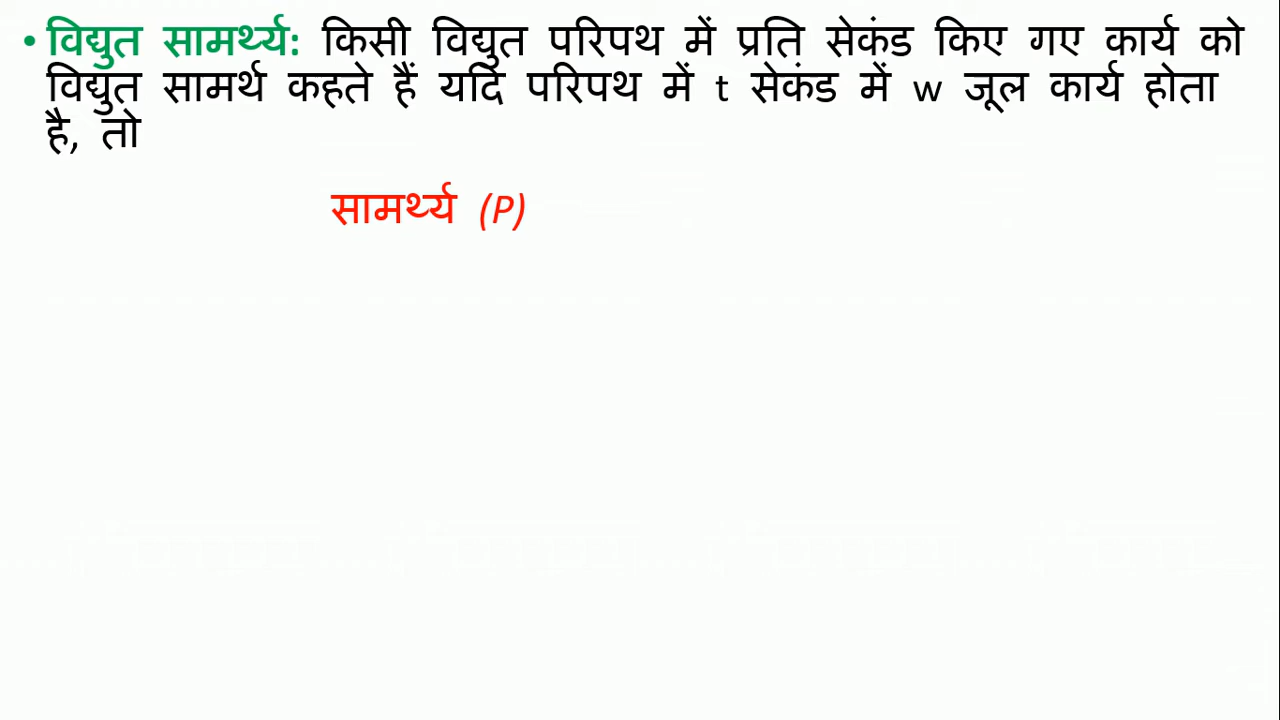 • विद्युत सामर्थ्य: किसी विद्युत परिपथ में प्रति सेकंड किए गए कार्य को
विद्युत सामर्थ कहते हैं यदि परिपथ में t सेकंड में w जूल कार्य होता
है, तो
सामर्थ्य (P)